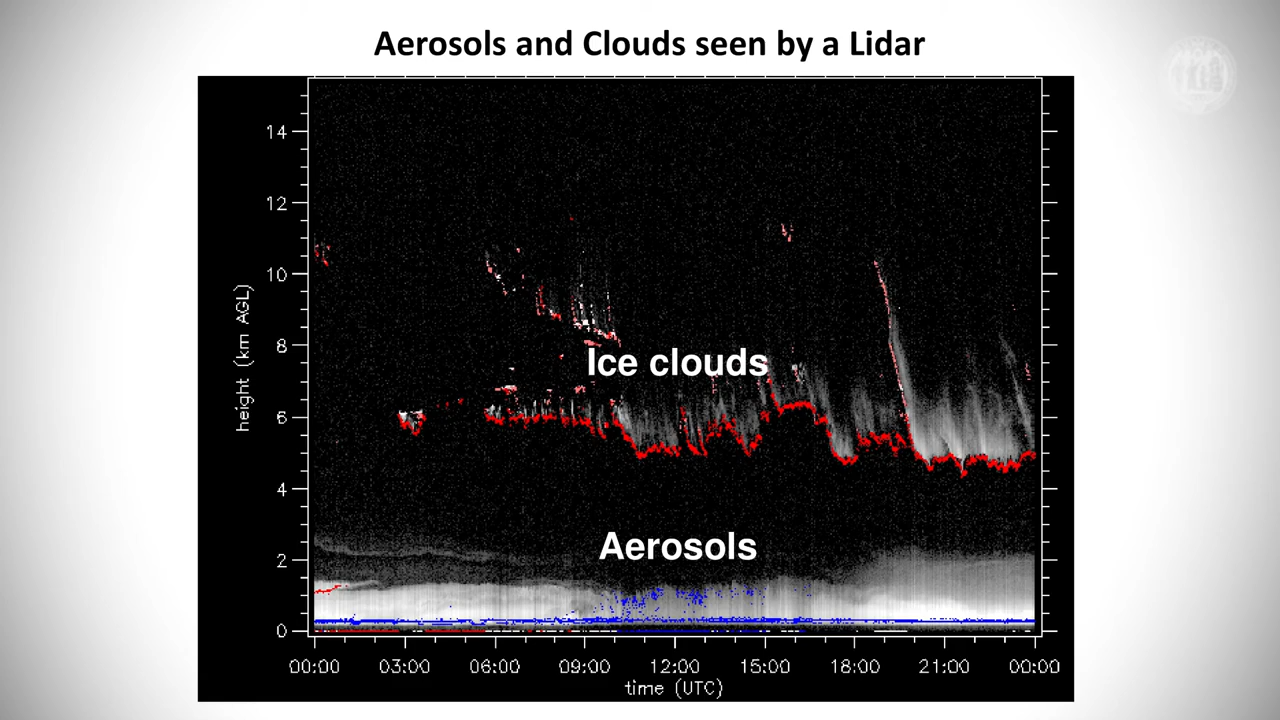 Aerosols and Clouds seen by a Lidar
14
12
10
8
6
4
2
0
height (km AGL)
Ice clouds
Aerosols
00:00 03:00 06:00 09:00 12:00 15:00 18:00 21:00 00:00
time (UTC)